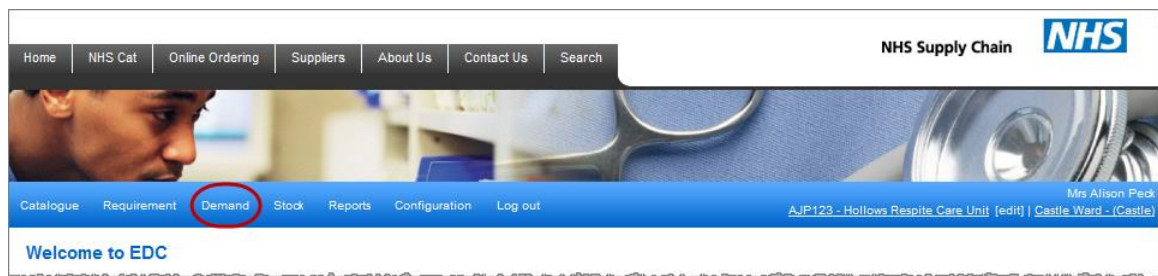 NHS Supply Chain
NHS
Home NHS Cat Online Ordering Suppliers About Us Contact Us Search
Mrs Alison Peck
Catalogue Requirement Demand Stock Reports Configuration Log out
AJP123 - Hollows Respite Care Unit [edit] | Castle Ward - (Castle)
Welcome to EDC